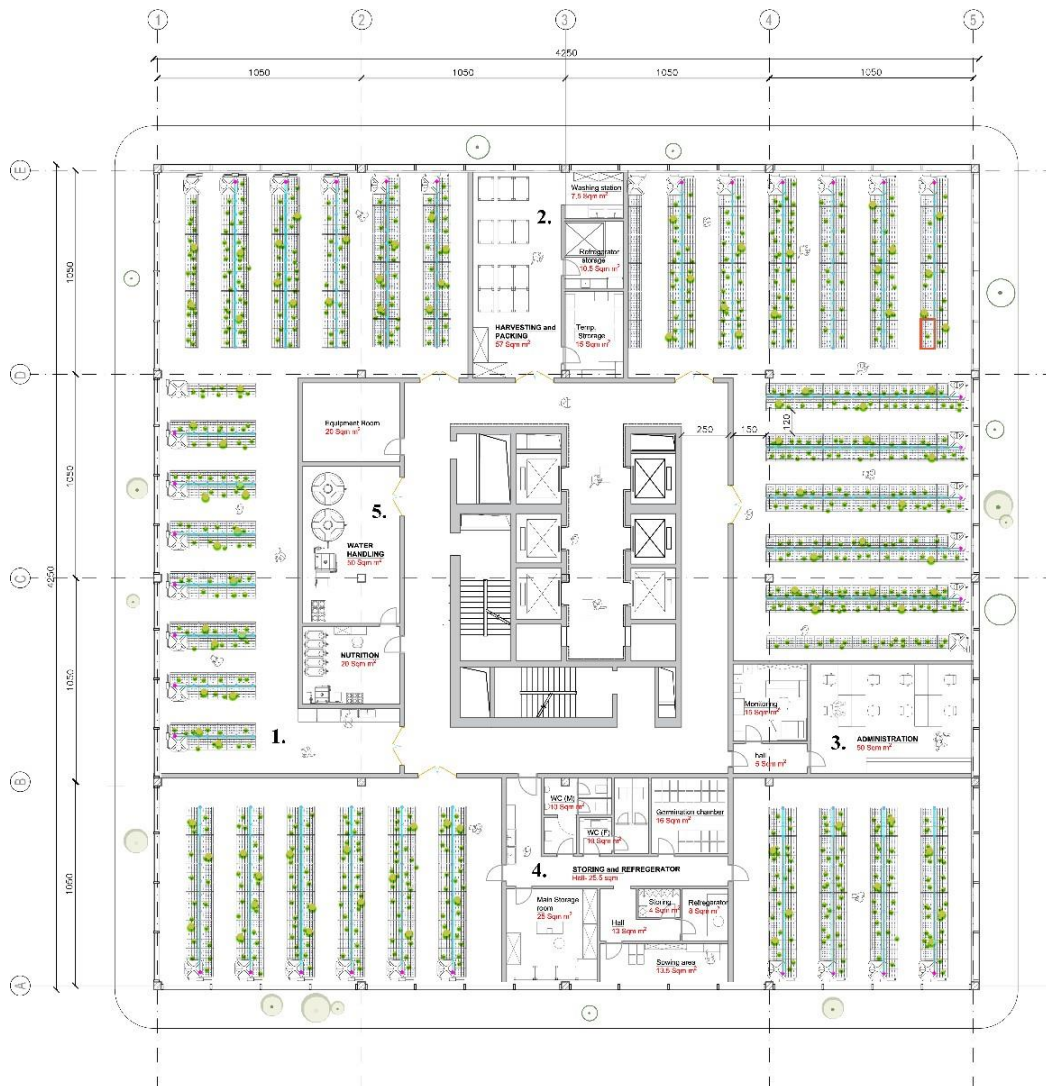 1
2
3
4
5
4250
1050
1050
1050
1050
E
D
C
B
A
4250
1050
1050
1050
1050
2.
Washing station
7.5 Sqm m²
Refrigerator
storage
10.5 Sqm m²
HARVESTING and
PACKING
57 Sqm m²
Temp.
Strorage
15 Sqm m²
Equipment Room
20 Sqm m²
250
150
120
5.
WATER
HANDLING
50 Sqm m²
NUTRITION
20 Sqm m²
1.
Monitoring
15 Sqm m²
3.
ADMINISTRATION
50 Sqm m²
hall
6 Sqm m²
WC (M)
10 Sqm m²
WC (F)
10 Sqm m²
Germination chamber
16 Sqm m²
4.
STORING and REFREGERATOR
Hall- 25.5 sqm
Main Storage
room
25 Sqm m²
Hall
13 Sqm m²
Storing
4 Sqm m²
Refregerator
8 Sqm m²
Sowing area
13.5 Sqm m²